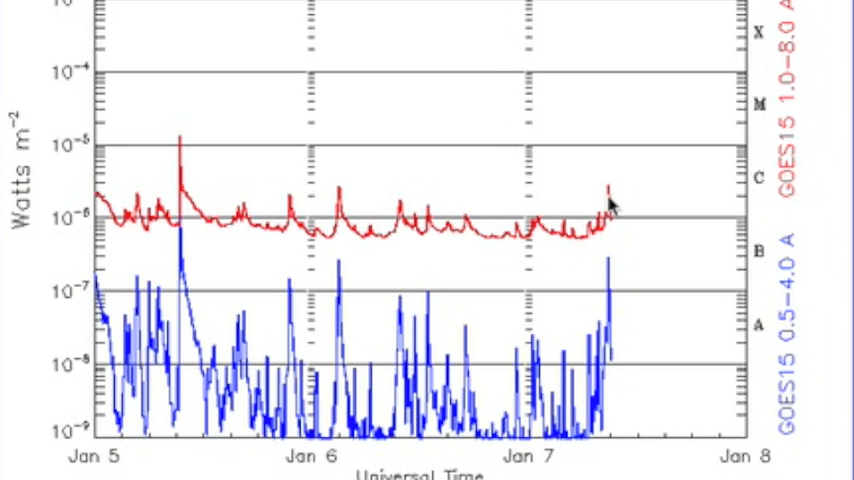 10⁻⁴
10⁻⁵
10⁻⁶
10⁻⁷
10⁻⁸
10⁻⁹
Watts m⁻²
X
M
C
B
A
GOES15 1.0–8.0 A
GOES15 0.5–4.0 A
Jan 5 Jan 6 Jan 7 Jan 8
Universal Time